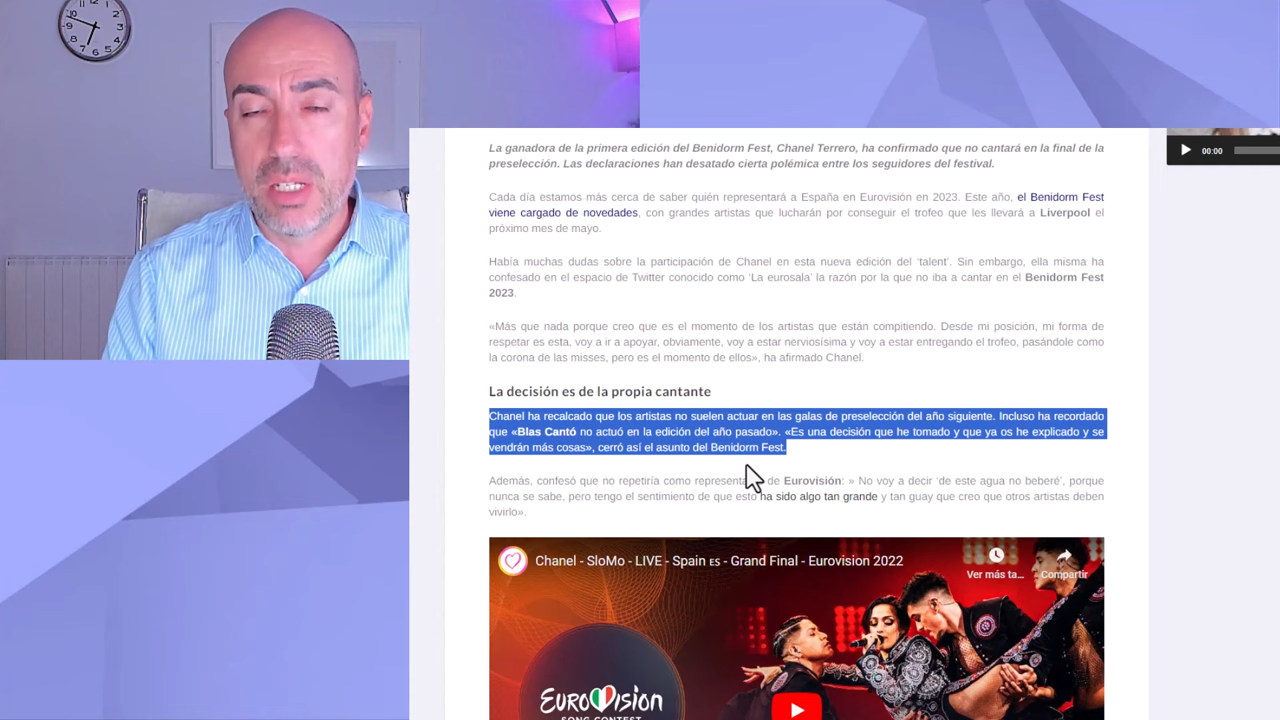 La ganadora de la primera edición del Benidorm Fest, Chanel Terrero, ha confirmado que no cantará en la final de la
preselección. Las declaraciones han desatado cierta polémica entre los seguidores del festival.
Cada día estamos más cerca de saber quién representará a España en Eurovisión en 2023. Este año, el Benidorm Fest
viene cargado de novedades, con grandes artistas que lucharán por conseguir el trofeo que les llevará a Liverpool el
próximo mes de mayo.
Había muchas dudas sobre la participación de Chanel en esta nueva edición del ‘talent’. Sin embargo, ella misma ha
confesado en el espacio de Twitter conocido como ‘La eurosala’ la razón por la que no iba a cantar en el Benidorm Fest
2023.
«Más que nada porque creo que es el momento de los artistas que están compitiendo. Desde mi posición, mi forma de
respetar es esta, voy a ir a apoyar, obviamente, voy a estar nerviosísima y voy a estar entregando el trofeo, pasándole como
la corona de las misses, pero es el momento de ellos», ha afirmado Chanel.
La decisión es de la propia cantante
Chanel ha recalcado que los artistas no suelen actuar en las galas de preselección del año siguiente. Incluso ha recordado
que «Blas Cantó no actuó en la edición del año pasado». «Es una decisión que he tomado y que ya os he explicado y se
vendrán más cosas», cerró así el asunto del Benidorm Fest.
Además, confesó que no repetiría como represent de Eurovisión: » No voy a decir ‘de este agua no beberé’, porque
nunca se sabe, pero tengo el sentimiento de que esto ha sido algo tan grande y tan guay que creo que otros artistas deben
vivirlo».
00:00
Chanel - SloMo - LIVE - Spain ES - Grand Final - Eurovision 2022
Ver más ta...
Compartir
EUROVISION
SONG CONTEST
12
1
2
3
4
5
6
7
8
9
10